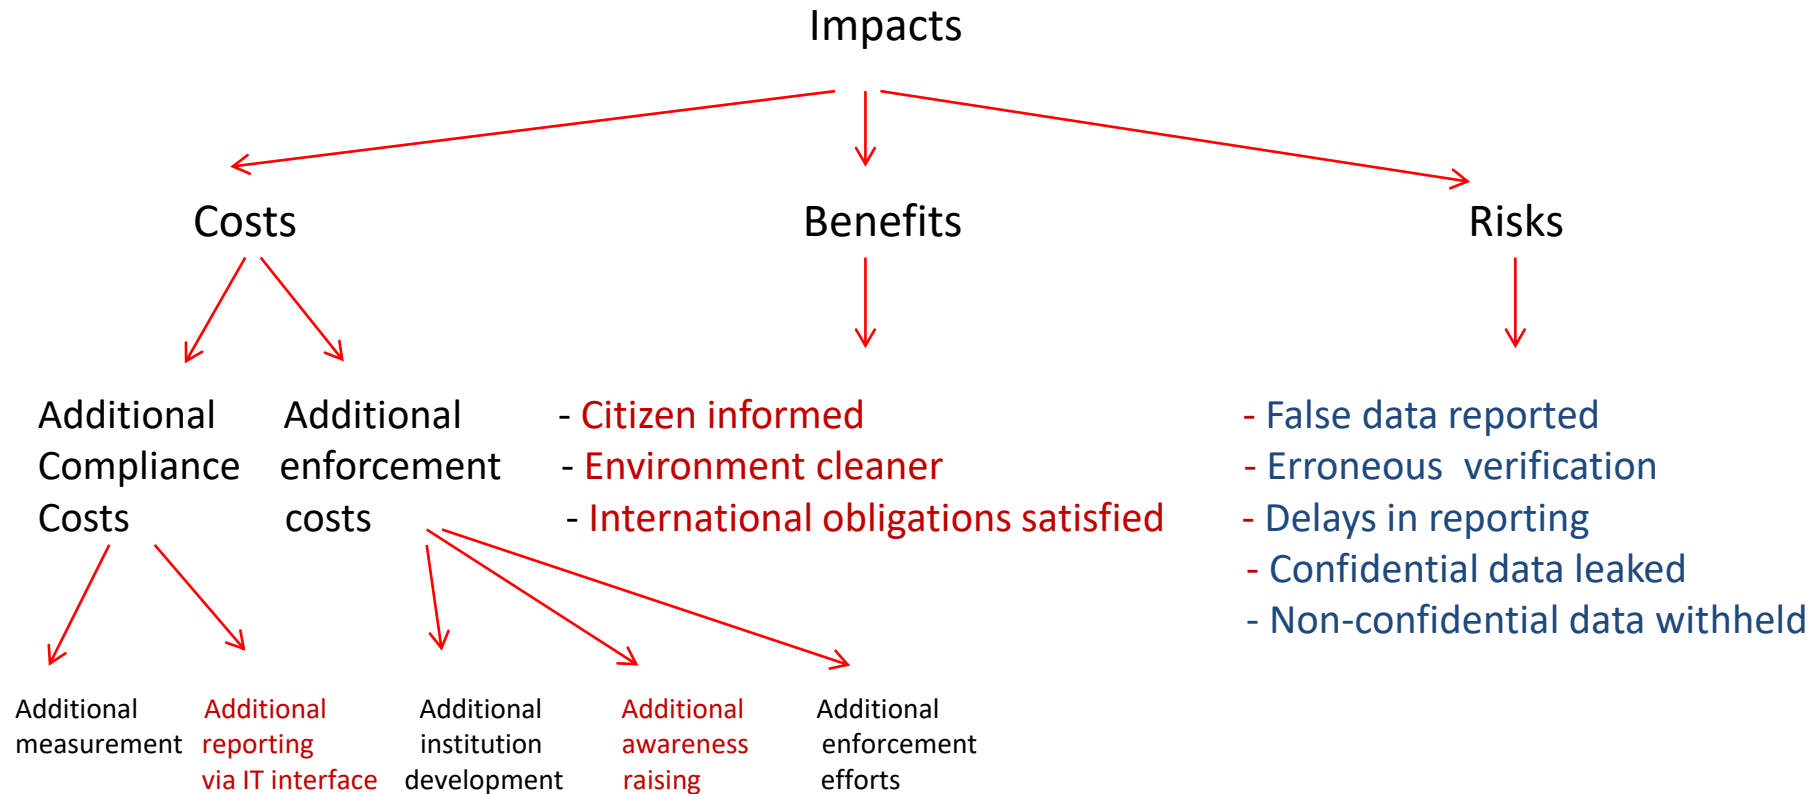 Impacts
Costs
Benefits
Risks
Additional
Compliance
Costs
Additional
enforcement
costs
- Citizen informed
- Environment cleaner
- International obligations satisfied
- False data reported
- Erroneous verification
- Delays in reporting
- Confidential data leaked
- Non-confidential data withheld
Additional
measurement
Additional
reporting
via IT interface
Additional
institution
development
Additional
awareness
raising
Additional
enforcement
efforts